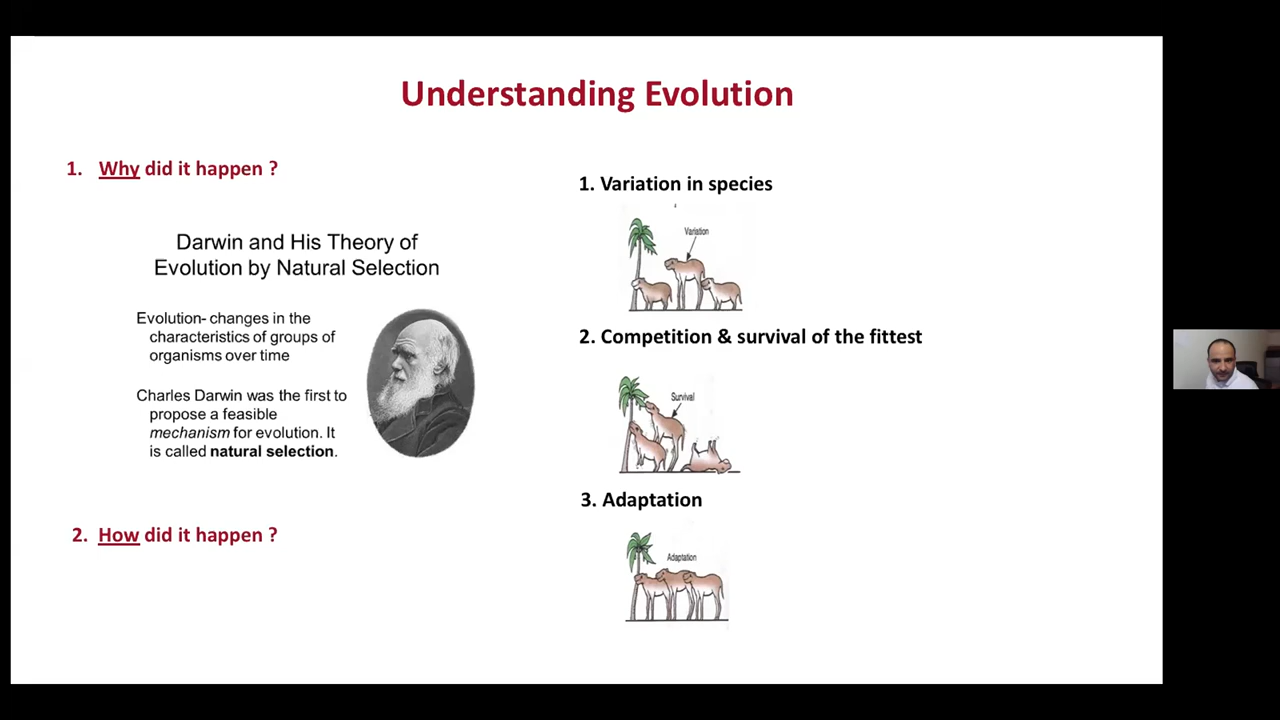 Understanding Evolution
1. Why did it happen ?
Darwin and His Theory of
Evolution by Natural Selection
Evolution- changes in the
characteristics of groups of
organisms over time
Charles Darwin was the first to
propose a feasible
mechanism for evolution. It
is called natural selection.
2. How did it happen ?
1. Variation in species
Variation
2. Competition & survival of the fittest
Survival
3. Adaptation
Adaptation